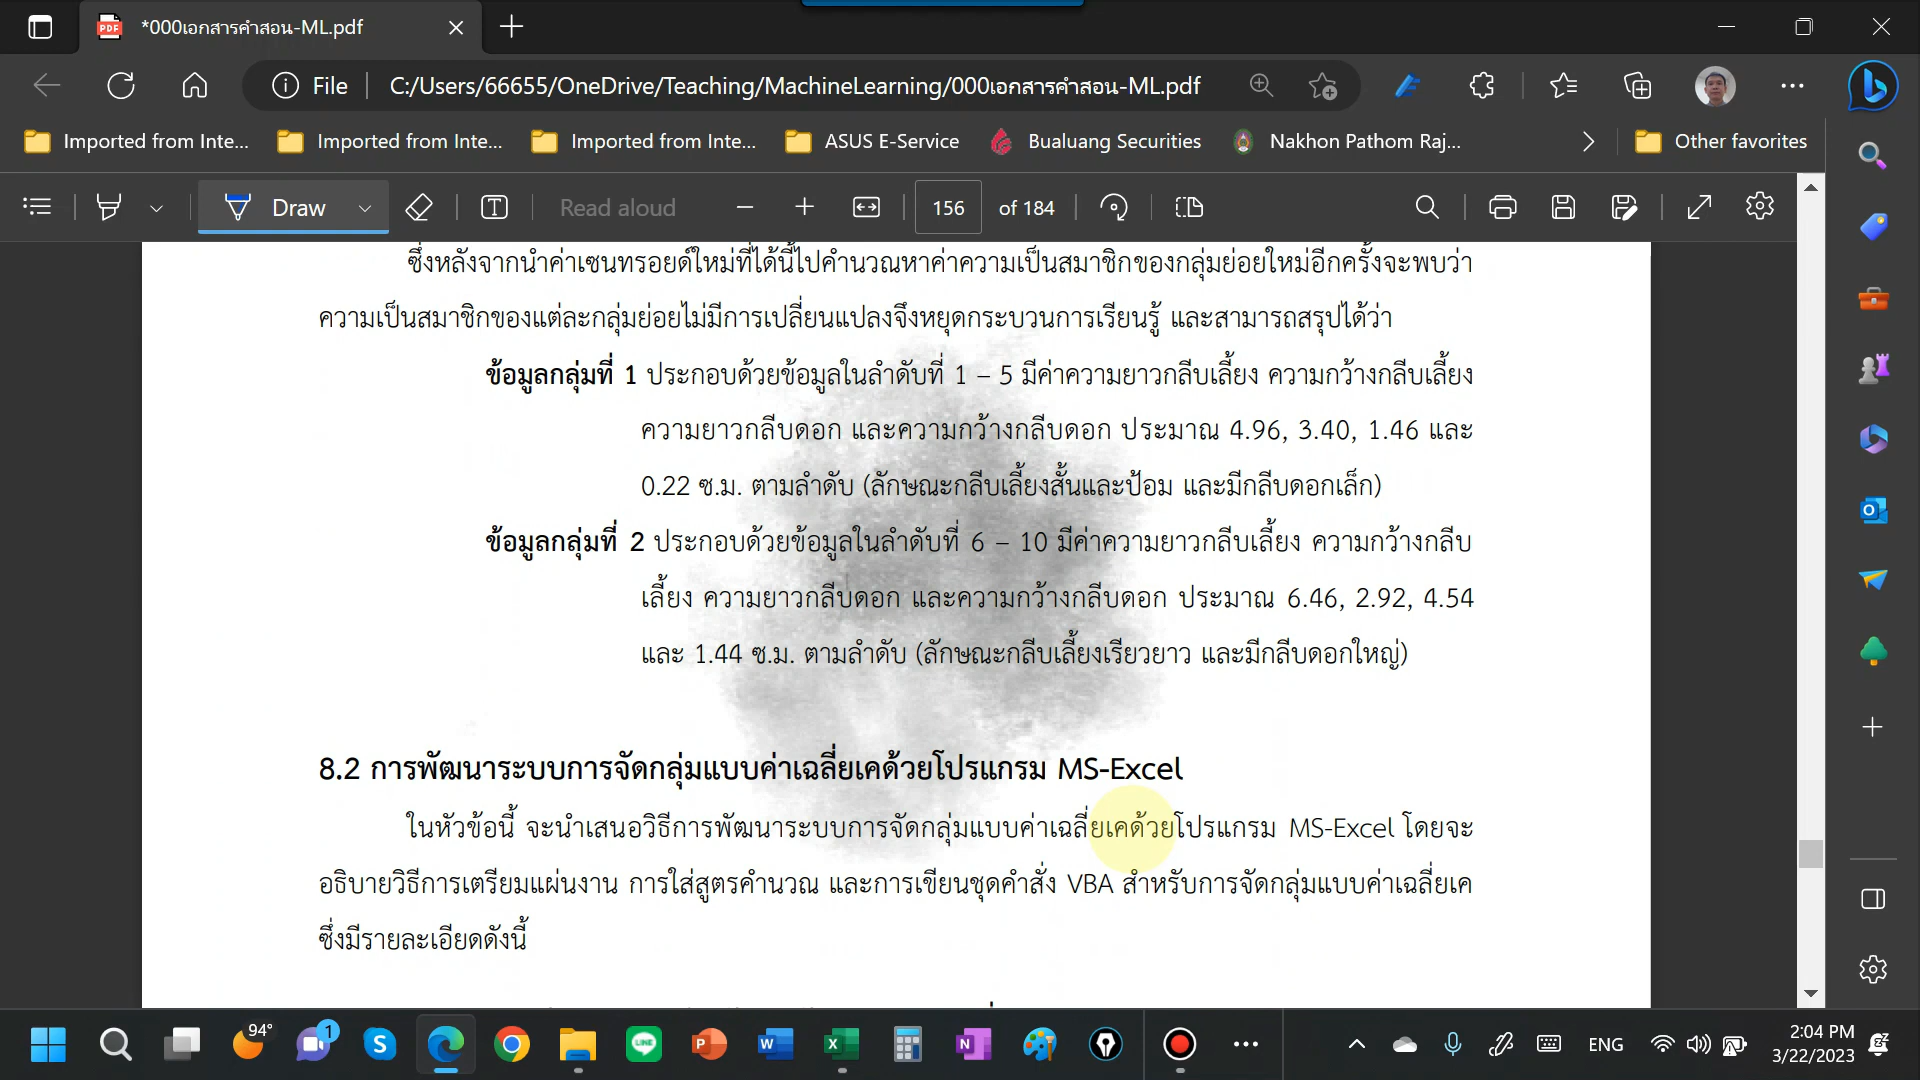 *000เอกสารคำสอน-ML.pdf
File
C:/Users/66655/OneDrive/Teaching/MachineLearning/000เอกสารคำสอน-ML.pdf
Imported from Inte...
Imported from Inte...
Imported from Inte...
ASUS E-Service
Bualuang Securities
Nakhon Pathom Raj...
Other favorites
Draw
Read aloud
156
of 184
ซึ่งหลังจากนำค่าเซนทรอยด์ใหม่ที่ได้นี้ไปคำนวณหาค่าความเป็นสมาชิกของกลุ่มย่อยใหม่อีกครั้งจะพบว่า
ความเป็นสมาชิกของแต่ละกลุ่มย่อยไม่มีการเปลี่ยนแปลงจึงหยุดกระบวนการเรียนรู้ และสามารถสรุปได้ว่า
ข้อมูลกลุ่มที่ 1 ประกอบด้วยข้อมูลในลำดับที่ 1 – 5 มีค่าความยาวกลีบเลี้ยง ความกว้างกลีบเลี้ยง
ความยาวกลีบดอก และความกว้างกลีบดอก ประมาณ 4.96, 3.40, 1.46 และ
0.22 ซ.ม. ตามลำดับ (ลักษณะกลีบเลี้ยงสั้นและป้อม และมีกลีบดอกเล็ก)
ข้อมูลกลุ่มที่ 2 ประกอบด้วยข้อมูลในลำดับที่ 6 – 10 มีค่าความยาวกลีบเลี้ยง ความกว้างกลีบ
เลี้ยง ความยาวกลีบดอก และความกว้างกลีบดอก ประมาณ 6.46, 2.92, 4.54
และ 1.44 ซ.ม. ตามลำดับ (ลักษณะกลีบเลี้ยงเรียวยาว และมีกลีบดอกใหญ่)
8.2 การพัฒนาระบบการจัดกลุ่มแบบค่าเฉลี่ยเคด้วยโปรแกรม MS-Excel
ในหัวข้อนี้ จะนำเสนอวิธีการพัฒนาระบบการจัดกลุ่มแบบค่าเฉลี่ยเคด้วยโปรแกรม MS-Excel โดยจะ
อธิบายวิธีการเตรียมแผ่นงาน การใส่สูตรคำนวณ และการเขียนชุดคำสั่ง VBA สำหรับการจัดกลุ่มแบบค่าเฉลี่ยเค
ซึ่งมีรายละเอียดดังนี้
94°
1
ENG
2:04 PM
3/22/2023